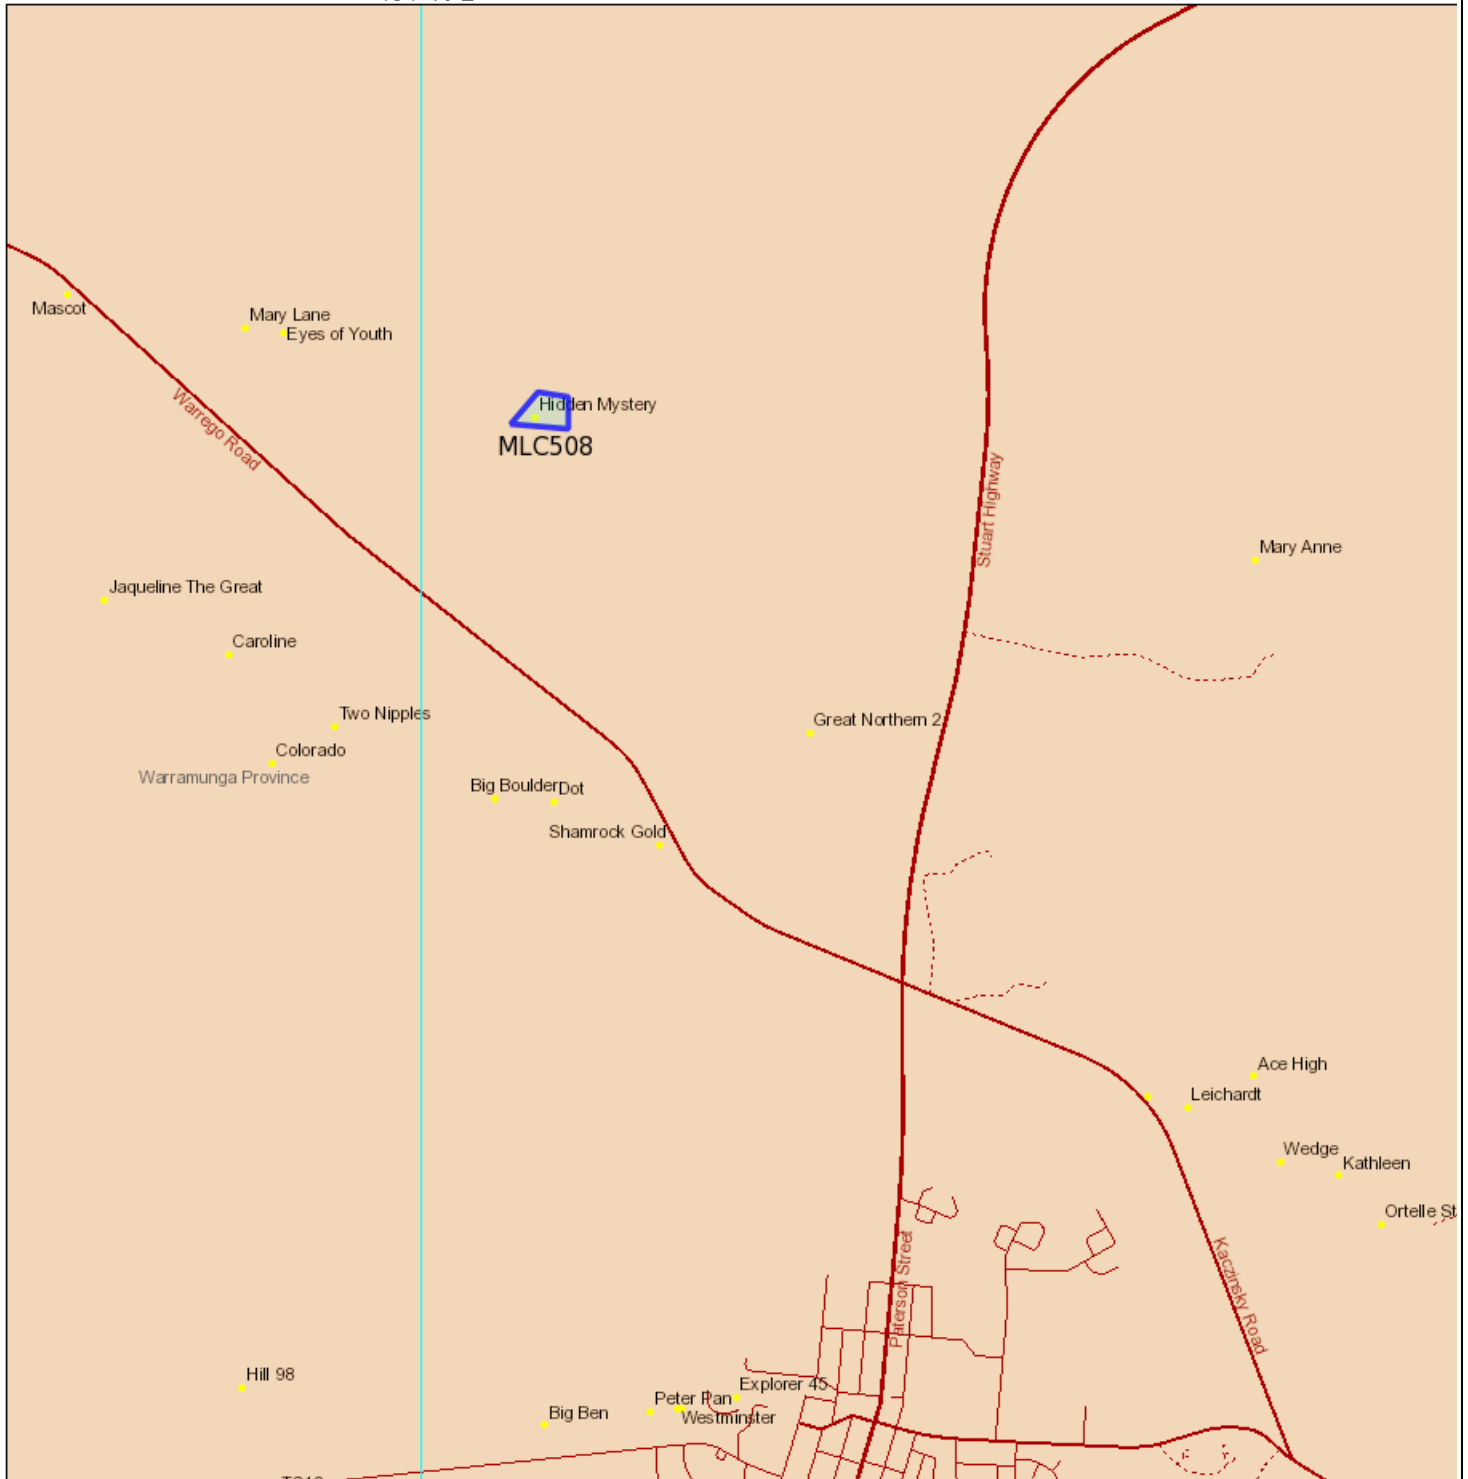 Mascot
Mary Lane
Eyes of Youth
Warrego Road
Hidden Mystery
MLC508
Stuart Highway
Mary Anne
Jaqueline The Great
Caroline
Two Nipples
Great Northern 2
Colorado
Warramunga Province
Big Boulder
Dot
Shamrock Gold
Ace High
Leichardt
Wedge
Kathleen
Ortelle St
Paterson Street
Kaczinsky Road
Hill 98
Explorer 45
Peter Pan
Big Ben
Westminster